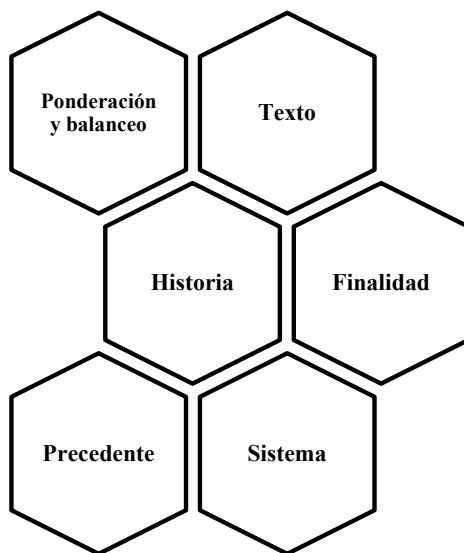 Ponderación
y balanceo
Texto
Historia
Finalidad
Precedente
Sistema